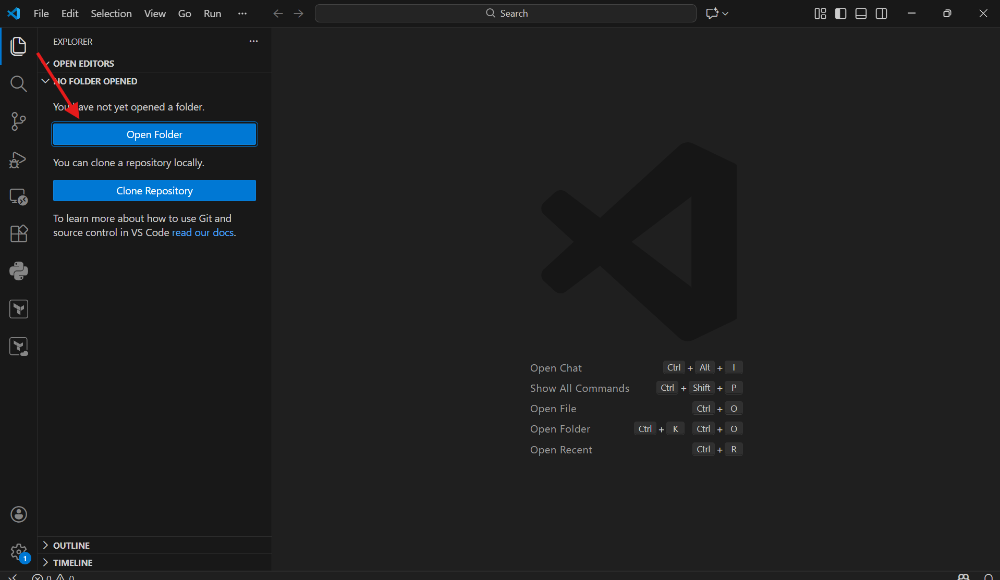 File Edit Selection View Go Run ···
Search
EXPLORER
OPEN EDITORS
NO FOLDER OPENED
You have not yet opened a folder.
Open Folder
You can clone a repository locally.
Clone Repository
To learn more about how to use Git and
source control in VS Code read our docs.
Open Chat Ctrl + Alt + I
Show All Commands Ctrl + Shift + P
Open File Ctrl + O
Open Folder Ctrl + K Ctrl + O
Open Recent Ctrl + R
OUTLINE
1
TIMELINE
0 0